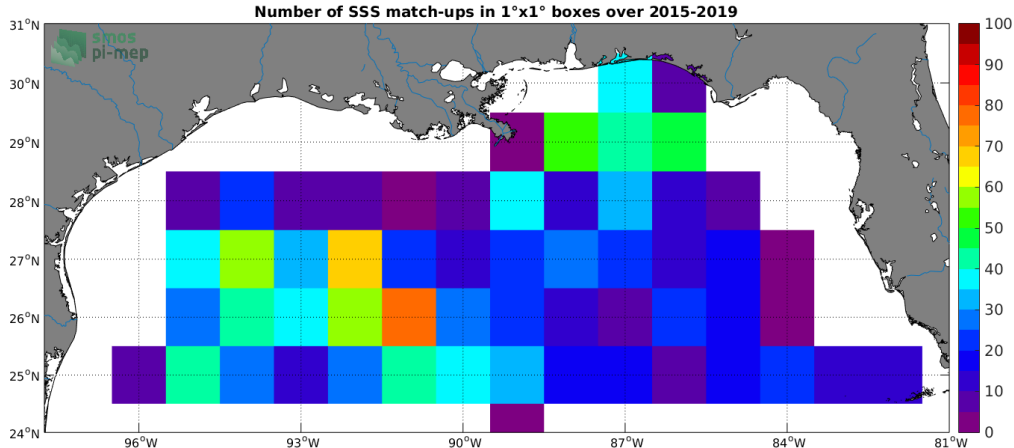 Number of SSS match-ups in 1°x1° boxes over 2015-2019
smos
pi-mep
31°N
30°N
29°N
28°N
27°N
26°N
25°N
24°N
96°W
93°W
90°W
87°W
84°W
81°W
100
90
80
70
60
50
40
30
20
10
0